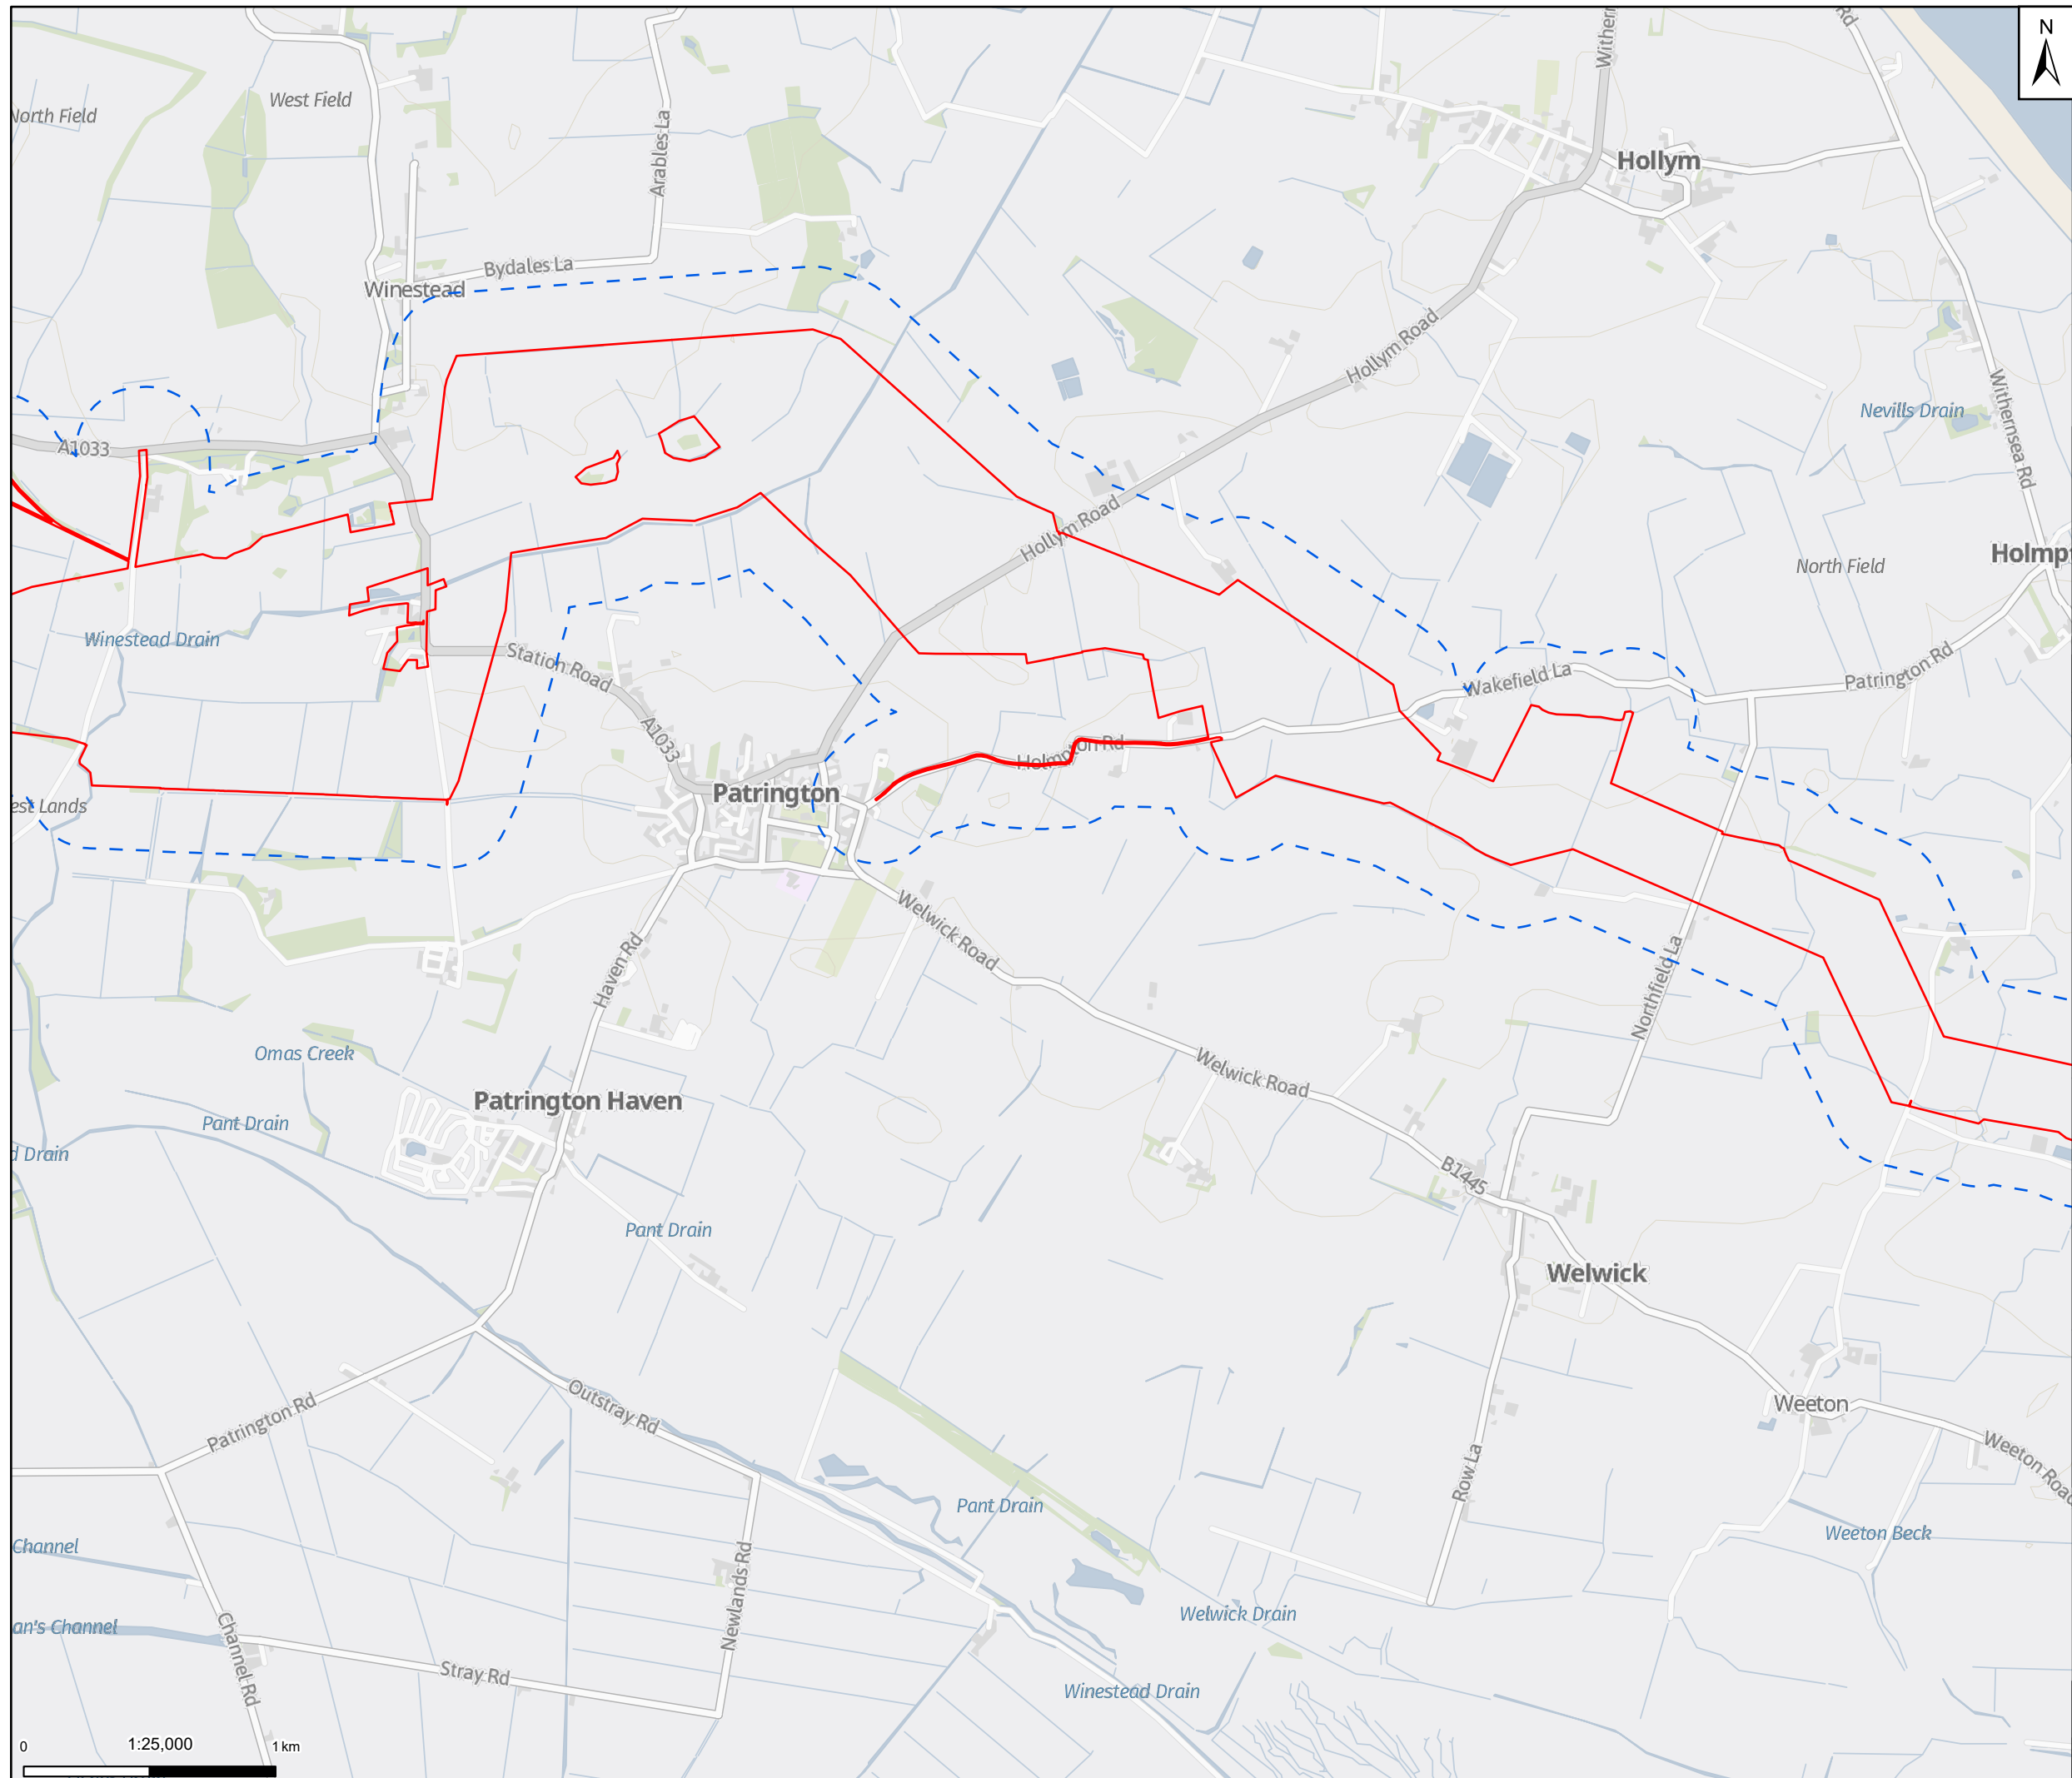 N
Rd
Withern
North Field
West Field
Arables La
Hollym
Bydales La
Winestead
Hollym Road
Nevills Drain
Withernsea Rd
A1033
Hollym Road
Holmp
North Field
Winestead Drain
Station Road
Wakefield La
Patrington Rd
A1033
Holmpton Rd
Patrington
est Lands
Welwick Road
Haven Rd
Northfield La
Omas Creek
Welwick Road
Patrington Haven
Pant Drain
d Drain
B1445
Pant Drain
Welwick
Outstray Rd
Patrington Rd
Weeton
Weeton Road
Row La
Pant Drain
Weeton Beck
Channel
Newlands Rd
Welwick Drain
an's Channel
Channel Rd
Stray Rd
Winestead Drain
0 1:25,000 1 km